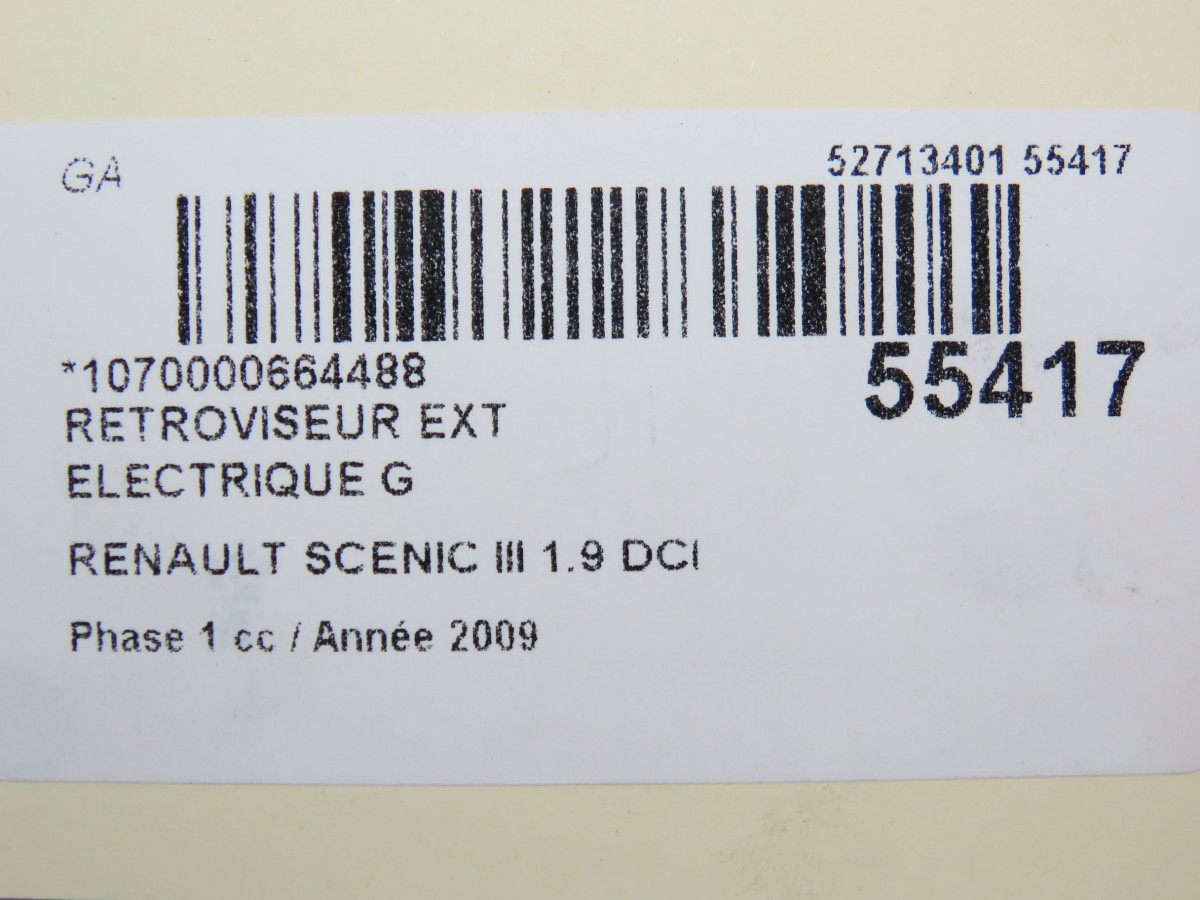 GA
52713401 55417
*1070000664488
55417
RETROVISEUR EXT
ELECTRIQUE G
RENAULT SCENIC III 1.9 DCI
Phase 1 cc / Année 2009